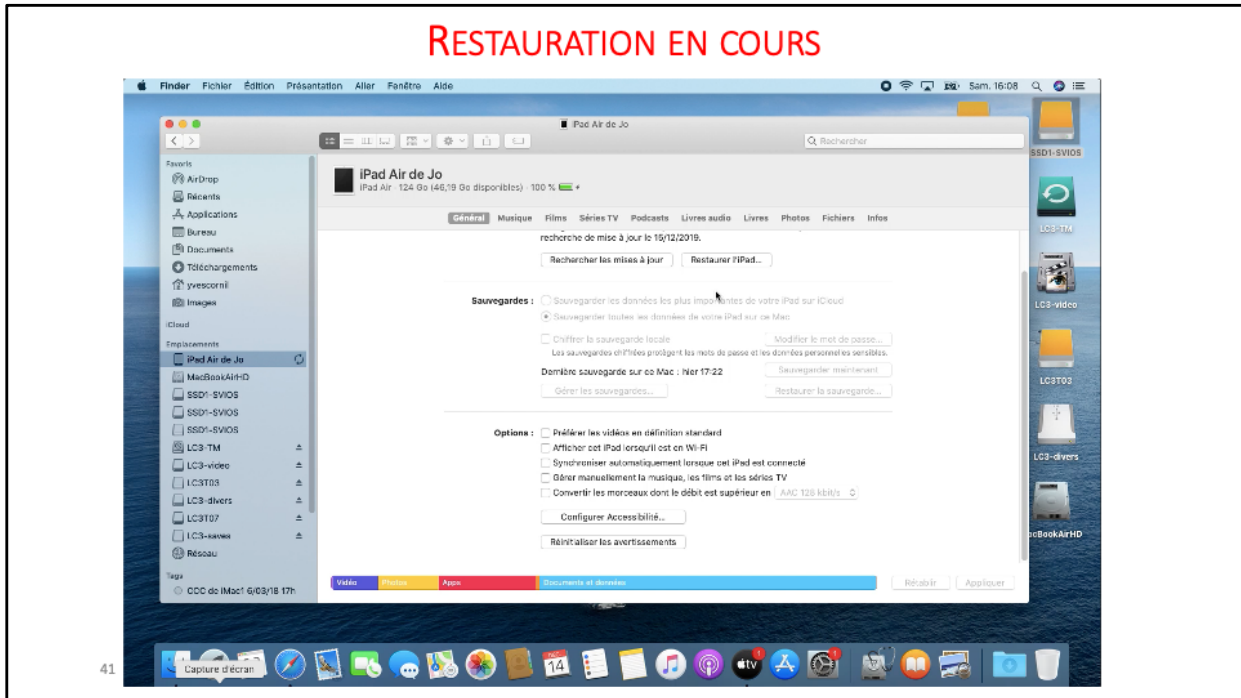 RESTAURATION EN COURS
Finder Fichier Édition Présentation Aller Fenêtre Aide Sam. 16:08
iPad Air de Jo
Rechercher
SSD1-SVIOS
Favoris
AirDrop
Récents
Applications
Bureau
Documents
Téléchargements
yvescornil
Images
iCloud
Emplacements
iPad Air de Jo
MacBookAirHD
SSD1-SVIOS
SSD1-SVIOS
SSD1-SVIOS
LC3-TM
LC3-video
LC3T03
LC3-divers
LC3T07
LC3-saves
Réseau
Tags
CCC de iMac1 6/03/18 17h
iPad Air de Jo
iPad Air · 124 Go (46,19 Go disponibles) · 100 %
Général Musique Films Séries TV Podcasts Livres audio Livres Photos Fichiers Infos
recherche de mise à jour le 15/12/2019.
Rechercher les mises à jour Restaurer l'iPad...
Sauvegardes : Sauvegarder les données les plus importantes de votre iPad sur iCloud
Sauvegarder toutes les données de votre iPad sur ce Mac
Chiffrer la sauvegarde locale Modifier le mot de passe...
Les sauvegardes chiffrées protègent les mots de passe et les données personnelles sensibles.
Dernière sauvegarde sur ce Mac : hier 17:22 Sauvegarder maintenant
Gérer les sauvegardes... Restaurer la sauvegarde...
Options : Préférer les vidéos en définition standard
Afficher cet iPad lorsqu'il est en Wi-Fi
Synchroniser automatiquement lorsque cet iPad est connecté
Gérer manuellement la musique, les films et les séries TV
Convertir les morceaux dont le débit est supérieur en AAC 128 kbit/s
Configurer Accessibilité...
Réinitialiser les avertissements
Vidéo Photos Apps Documents et données Rétablir Appliquer
LC3-TM
LC3-video
LC3T03
LC3-divers
acBookAirHD
41
Capture d'écran
14
tv
1
1